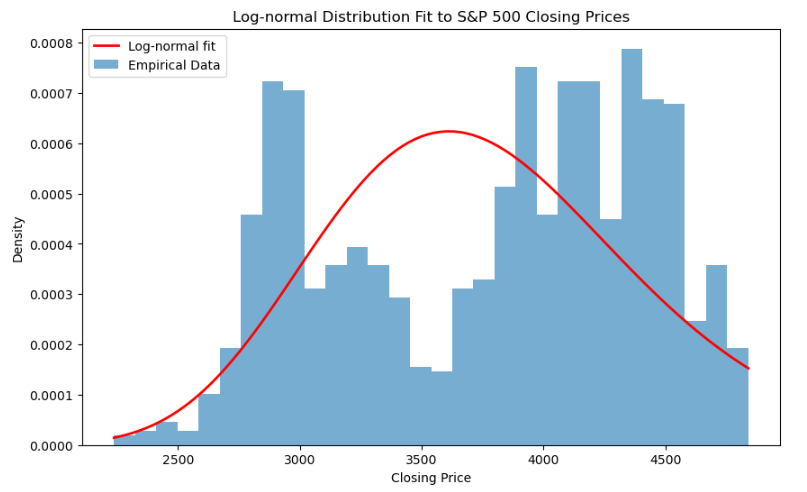 Log-normal Distribution Fit to S&P 500 Closing Prices
Log-normal fit
Empirical Data
0.0008
0.0007
0.0006
0.0005
0.0004
0.0003
0.0002
0.0001
0.0000
Density
2500 3000 3500 4000 4500
Closing Price